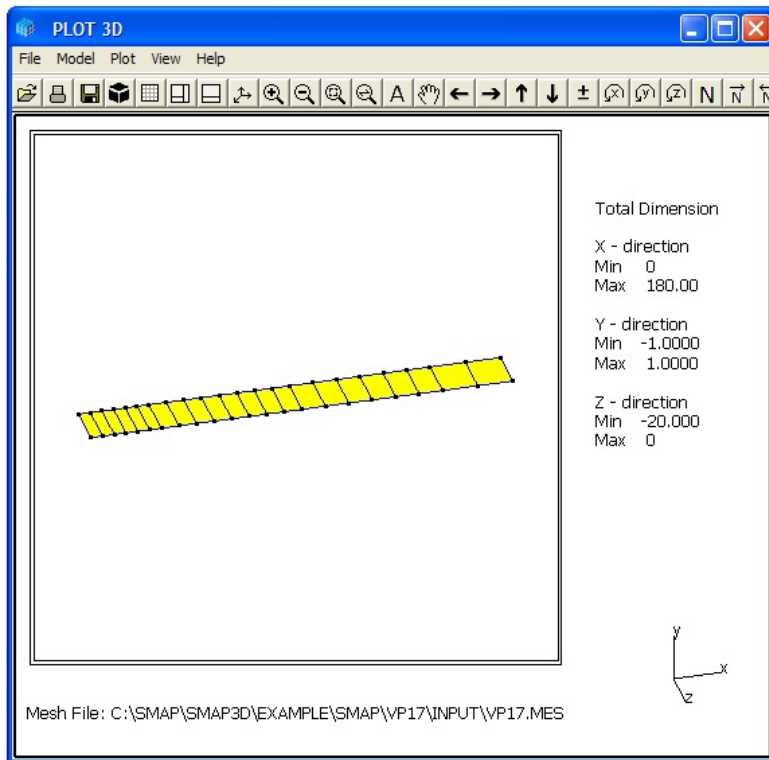 PLOT 3D
File Model Plot View Help
A x y z N N N
Total Dimension
X - direction
Min 0
Max 180.00
Y - direction
Min -1.0000
Max 1.0000
Z - direction
Min -20.000
Max 0
y
x
z
Mesh File: C:\SMAP\SMAP3D\EXAMPLE\SMAP\VP17\INPUT\VP17.MES